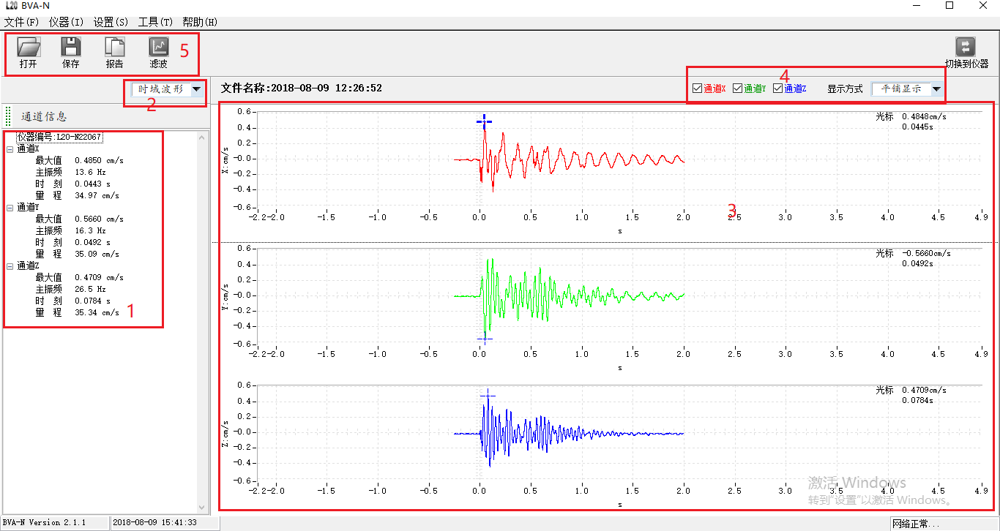 L20 BVA-N
文件(F) 仪器(I) 设置(S) 工具(T) 帮助(H)
打开 保存 报告 滤波 5
切换到仪器
时域波形
2
文件名称:2018-08-09 12:26:52
4
通道X 通道Y 通道Z 显示方式 平铺显示
通道信息
仪器编号:L20-N22067
通道X
最大值 0.4850 cm/s
主振频 13.6 Hz
时 刻 0.0443 s
量 程 34.97 cm/s
通道Y
最大值 0.5660 cm/s
主振频 16.3 Hz
时 刻 0.0492 s
量 程 35.09 cm/s
通道Z
最大值 0.4709 cm/s
主振频 26.5 Hz
时 刻 0.0784 s
量 程 35.34 cm/s
1
光标 0.4848cm/s
0.0445s
X:cm/s
0.6
0.4
0.2
-0.0
-0.2
-0.4
-0.6
-2.2 -2.0 -1.5 -1.0 -0.5 0.0 0.5 1.0 1.5 2.0 2.5 3.0 3.5 4.0 4.5 4.9
s
3
光标 -0.5660cm/s
0.0492s
Y:cm/s
0.6
0.4
0.2
-0.0
-0.2
-0.4
-0.6
-2.2 -2.0 -1.5 -1.0 -0.5 0.0 0.5 1.0 1.5 2.0 2.5 3.0 3.5 4.0 4.5 4.9
s
光标 0.4709cm/s
0.0784s
Z:cm/s
0.6
0.4
0.2
-0.0
-0.2
-0.4
-0.6
-2.2 -2.0 -1.5 -1.0 -0.5 0.0 0.5 1.0 1.5 2.0 2.5 3.0 3.5 4.0 4.5 4.9
s
激活 Windows
转到"设置"以激活 Windows。
BVA-N Version 2.1.1 2018-08-09 15:41:33 网络正常...